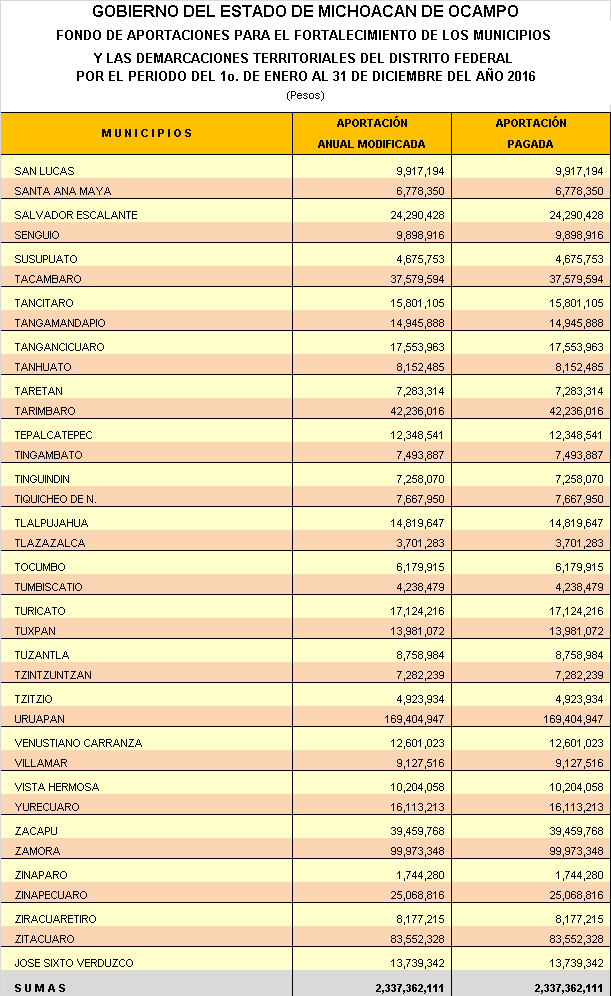 GOBIERNO DEL ESTADO DE MICHOACAN DE OCAMPO
FONDO DE APORTACIONES PARA EL FORTALECIMIENTO DE LOS MUNICIPIOS
Y LAS DEMARCACIONES TERRITORIALES DEL DISTRITO FEDERAL
POR EL PERIODO DEL 1o. DE ENERO AL 31 DE DICIEMBRE DEL AÑO 2016
(Pesos)
M U N I C I P I O S APORTACIÓN ANUAL MODIFICADA APORTACIÓN PAGADA
SAN LUCAS 9,917,194 9,917,194
SANTA ANA MAYA 6,778,350 6,778,350
SALVADOR ESCALANTE 24,290,428 24,290,428
SENGUIO 9,898,916 9,898,916
SUSUPUATO 4,675,753 4,675,753
TACAMBARO 37,579,594 37,579,594
TANCITARO 15,801,105 15,801,105
TANGAMANDAPIO 14,945,888 14,945,888
TANGANCICUARO 17,553,963 17,553,963
TANHUATO 8,152,485 8,152,485
TARETAN 7,283,314 7,283,314
TARIMBARO 42,236,016 42,236,016
TEPALCATEPEC 12,348,541 12,348,541
TINGAMBATO 7,493,887 7,493,887
TINGUINDIN 7,258,070 7,258,070
TIQUICHEO DE N. 7,667,950 7,667,950
TLALPUJAHUA 14,819,647 14,819,647
TLAZAZALCA 3,701,283 3,701,283
TOCUMBO 6,179,915 6,179,915
TUMBISCATIO 4,238,479 4,238,479
TURICATO 17,124,216 17,124,216
TUXPAN 13,981,072 13,981,072
TUZANTLA 8,758,984 8,758,984
TZINTZUNTZAN 7,282,239 7,282,239
TZITZIO 4,923,934 4,923,934
URUAPAN 169,404,947 169,404,947
VENUSTIANO CARRANZA 12,601,023 12,601,023
VILLAMAR 9,127,516 9,127,516
VISTA HERMOSA 10,204,058 10,204,058
YURECUARO 16,113,213 16,113,213
ZACAPU 39,459,768 39,459,768
ZAMORA 99,973,348 99,973,348
ZINAPARO 1,744,280 1,744,280
ZINAPECUARO 25,068,816 25,068,816
ZIRACUARETIRO 8,177,215 8,177,215
ZITACUARO 83,552,328 83,552,328
JOSE SIXTO VERDUZCO 13,739,342 13,739,342
S U M A S 2,337,362,111 2,337,362,111